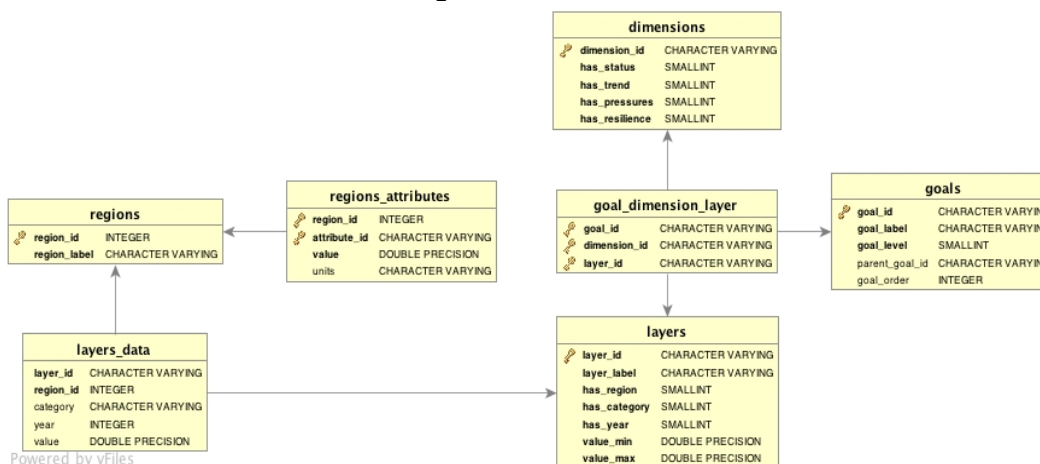 dimensions
dimension_id CHARACTER VARYING
has_status SMALLINT
has_trend SMALLINT
has_pressures SMALLINT
has_resilience SMALLINT
regions_attributes
region_id INTEGER
attribute_id CHARACTER VARYING
value DOUBLE PRECISION
units CHARACTER VARYING
regions
region_id INTEGER
region_label CHARACTER VARYING
goal_dimension_layer
goal_id CHARACTER VARYING
dimension_id CHARACTER VARYING
layer_id CHARACTER VARYING
goals
goal_id CHARACTER VARYIN
goal_label CHARACTER VARYIN
goal_level SMALLINT
parent_goal_id CHARACTER VARYIN
goal_order INTEGER
layers_data
layer_id CHARACTER VARYING
region_id INTEGER
category CHARACTER VARYING
year INTEGER
value DOUBLE PRECISION
layers
layer_id CHARACTER VARYING
layer_label CHARACTER VARYING
has_region SMALLINT
has_category SMALLINT
has_year SMALLINT
value_min DOUBLE PRECISION
value_max DOUBLE PRECISION
Powered by yFiles